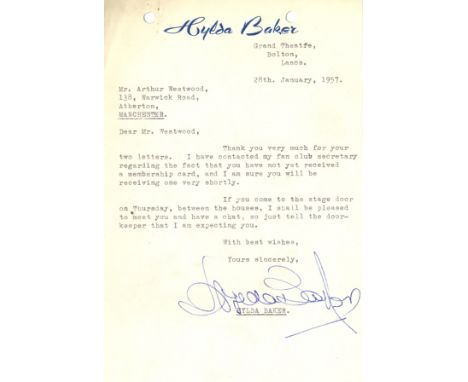 Hylda Baker
Grand Theatre,
Bolton,
Lancs.
28th. January, 1957.
Mr. Arthur Westwood,
138, Warwick Road,
Atherton,
MANCHESTER.
Dear Mr. Westwood,
Thank you very much for your
two letters. I have contacted my fan club secretary
regarding the fact that you have not yet received
a membership card, and I am sure you will be
receiving one very shortly.
If you come to the stage door
on Thursday, between the houses, I shall be pleased
to meet you and have a chat, so just tell the door-
keeper that I am expecting you.
With best wishes,
Yours sincerely,
Hylda Baker
HYLDA BAKER.